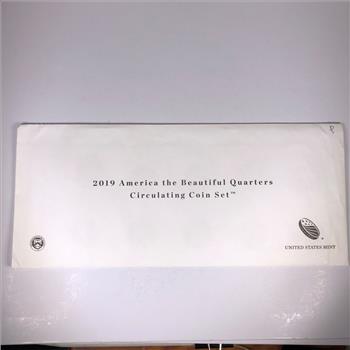 2019 America the Beautiful Quarters
Circulating Coin Set™
UNITED STATES MINT